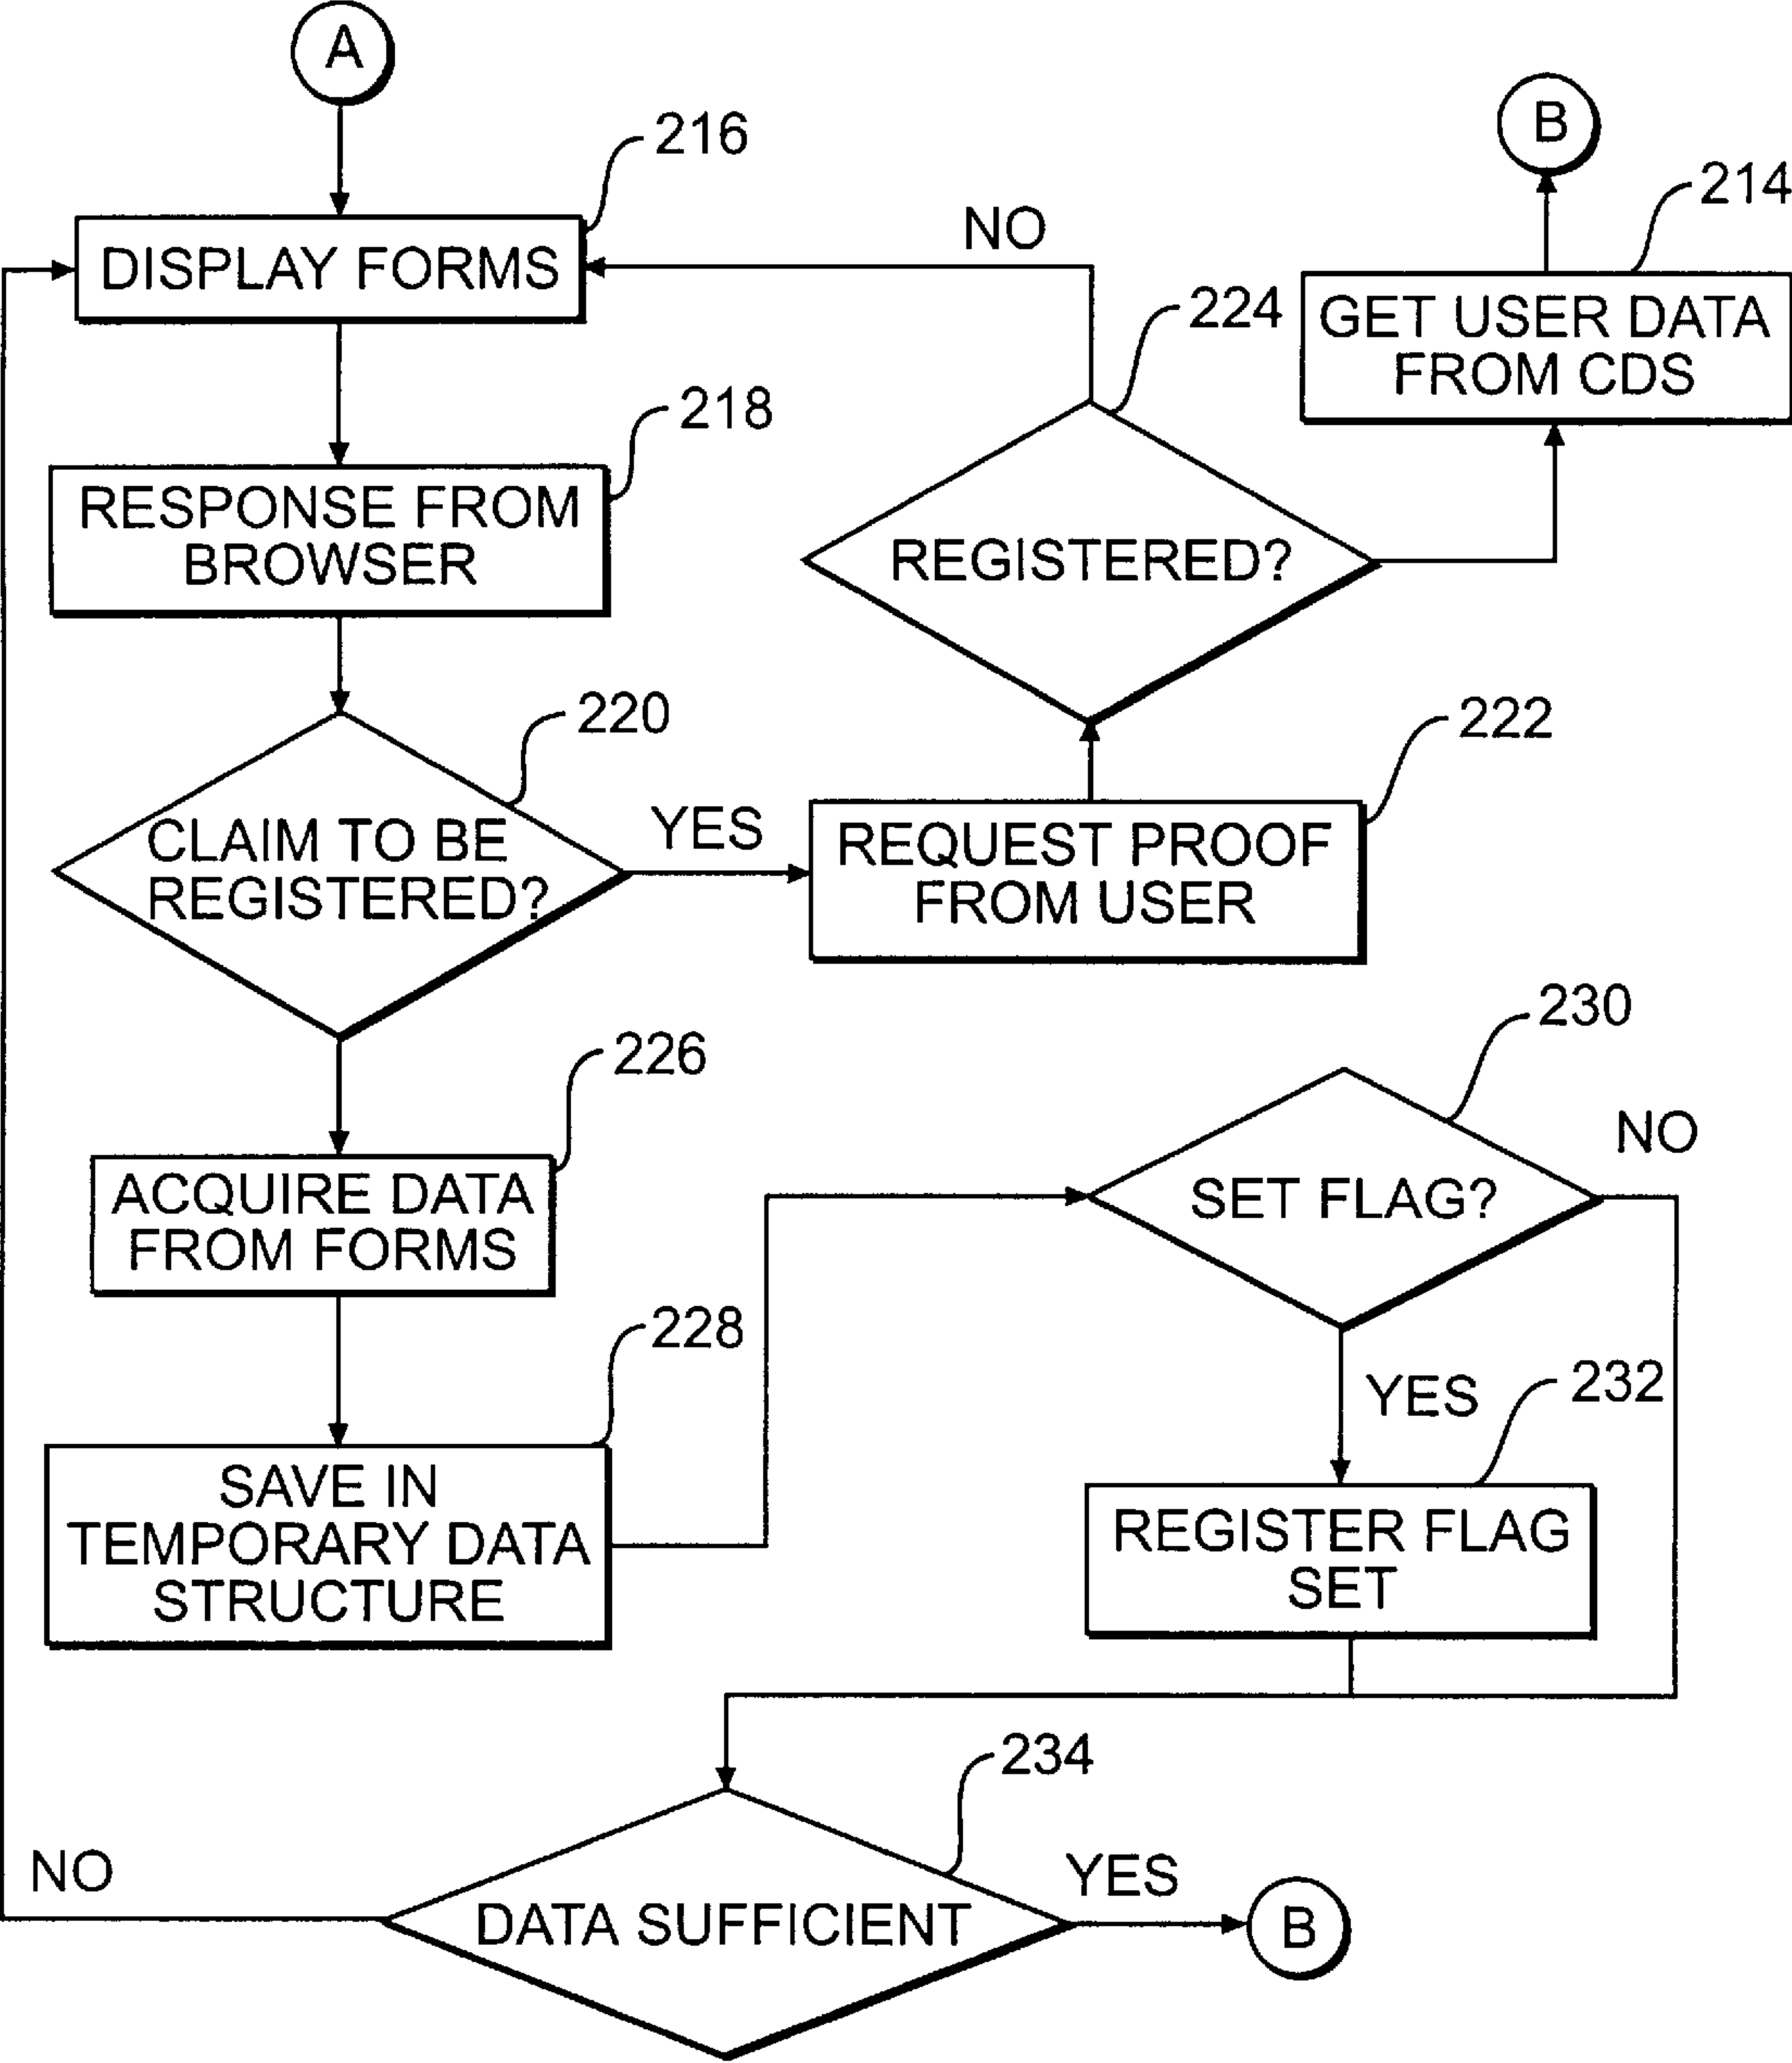 A
B
216
214
DISPLAY FORMS
NO
224
GET USER DATA
FROM CDS
218
RESPONSE FROM
BROWSER
REGISTERED?
220
222
CLAIM TO BE
REGISTERED?
YES
REQUEST PROOF
FROM USER
230
226
NO
ACQUIRE DATA
FROM FORMS
SET FLAG?
228
YES
232
SAVE IN
TEMPORARY DATA
STRUCTURE
REGISTER FLAG
SET
234
NO
YES
DATA SUFFICIENT
B